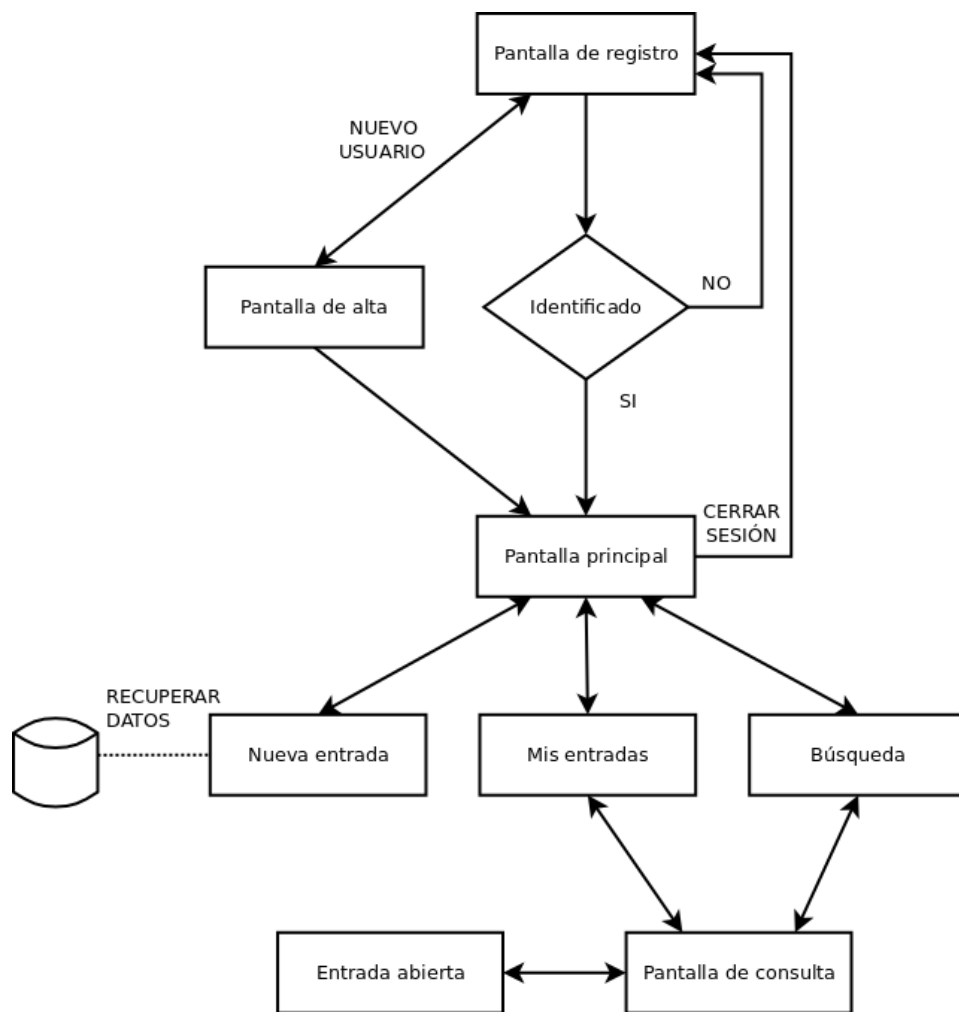 Pantalla de registro
NUEVO
USUARIO
Pantalla de alta
Identificado
NO
SI
CERRAR
SESIÓN
Pantalla principal
RECUPERAR
DATOS
Nueva entrada
Mis entradas
Búsqueda
Entrada abierta
Pantalla de consulta